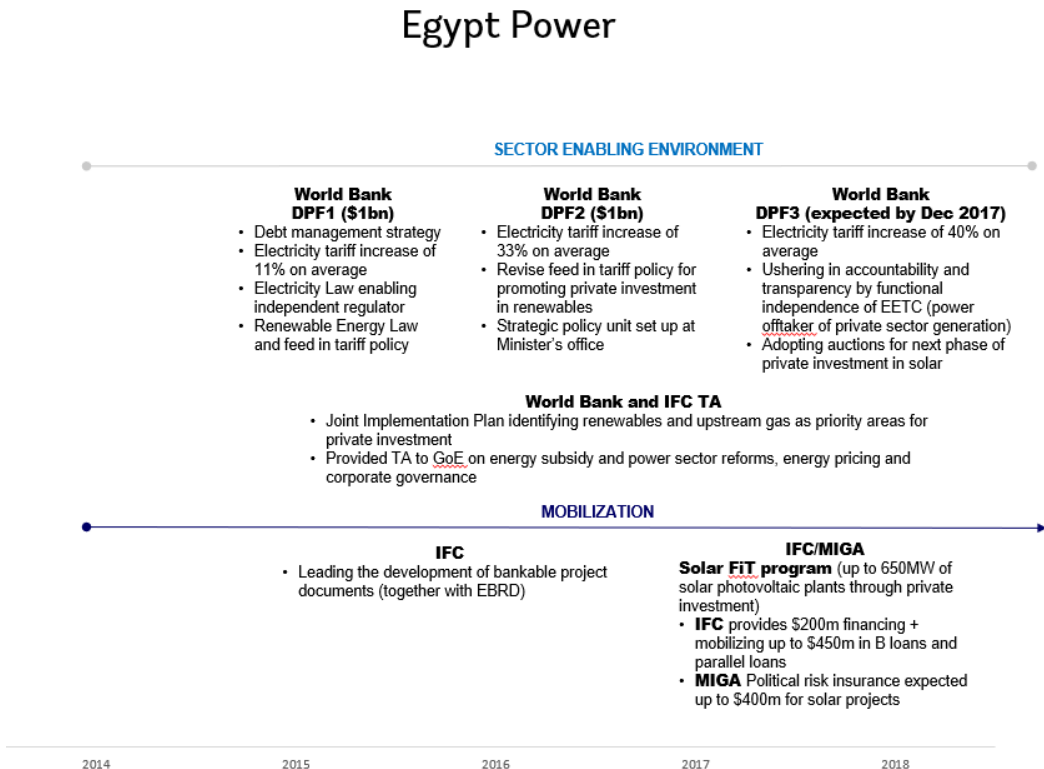 Egypt Power
SECTOR ENABLING ENVIRONMENT
World Bank
DPF1 ($1bn)
• Debt management strategy
• Electricity tariff increase of
11% on average
• Electricity Law enabling
independent regulator
• Renewable Energy Law
and feed in tariff policy
World Bank
DPF2 ($1bn)
• Electricity tariff increase of
33% on average
• Revise feed in tariff policy for
promoting private investment
in renewables
• Strategic policy unit set up at
Minister's office
World Bank
DPF3 (expected by Dec 2017)
• Electricity tariff increase of 40% on
average
• Ushering in accountability and
transparency by functional
independence of EETC (power
offtaker of private sector generation)
• Adopting auctions for next phase of
private investment in solar
World Bank and IFC TA
• Joint Implementation Plan identifying renewables and upstream gas as priority areas for
private investment
• Provided TA to GoE on energy subsidy and power sector reforms, energy pricing and
corporate governance
MOBILIZATION
IFC
• Leading the development of bankable project
documents (together with EBRD)
IFC/MIGA
Solar FiT program (up to 650MW of
solar photovoltaic plants through private
investment)
• IFC provides $200m financing +
mobilizing up to $450m in B loans and
parallel loans
• MIGA Political risk insurance expected
up to $400m for solar projects
2014 2015 2016 2017 2018